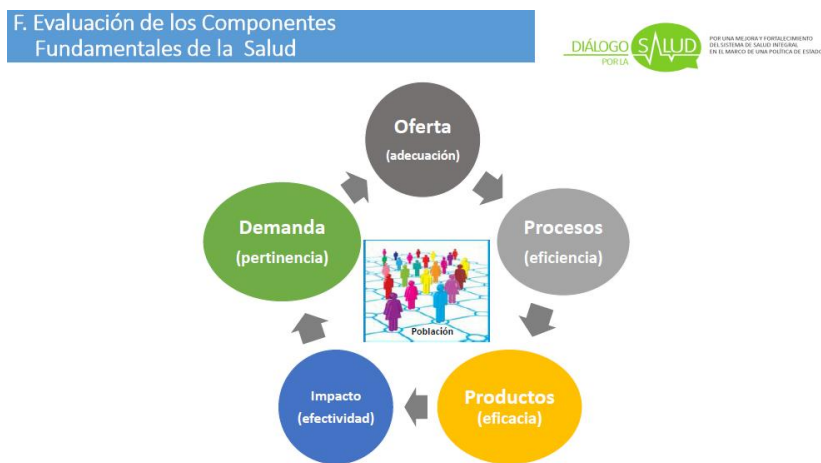 F. Evaluación de los Componentes
Fundamentales de la Salud
DIÁLOGO
POR LA
SALUD
POR UNA MEJORA Y FORTALECIMIENTO
DEL SISTEMA DE SALUD INTEGRAL
EN EL MARCO DE UNA POLÍTICA DE ESTADO
Oferta
(adecuación)
Procesos
(eficiencia)
Productos
(eficacia)
Impacto
(efectividad)
Demanda
(pertinencia)
Población